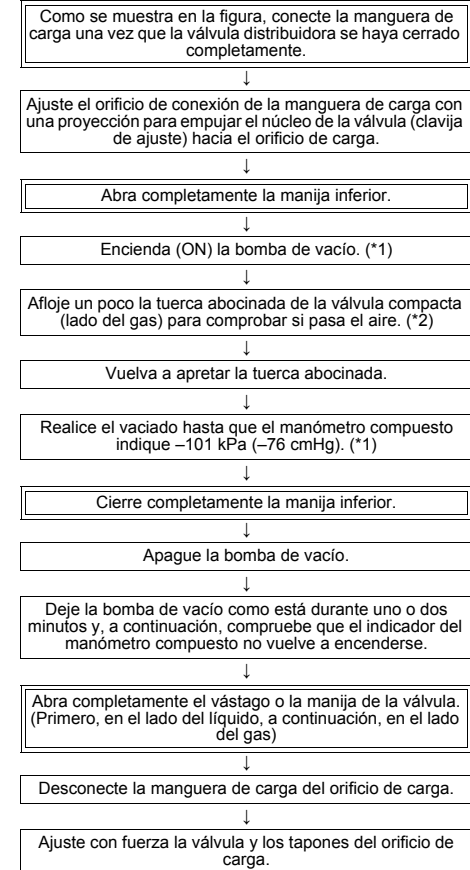 Como se muestra en la figura, conecte la manguera de
carga una vez que la válvula distribuidora se haya cerrado
completamente.
↓
Ajuste el orificio de conexión de la manguera de carga con
una proyección para empujar el núcleo de la válvula (clavija
de ajuste) hacia el orificio de carga.
↓
Abra completamente la manija inferior.
↓
Encienda (ON) la bomba de vacío. (*1)
↓
Afloje un poco la tuerca abocinada de la válvula compacta
(lado del gas) para comprobar si pasa el aire. (*2)
↓
Vuelva a apretar la tuerca abocinada.
↓
Realice el vaciado hasta que el manómetro compuesto
indique –101 kPa (–76 cmHg). (*1)
↓
Cierre completamente la manija inferior.
↓
Apague la bomba de vacío.
↓
Deje la bomba de vacío como está durante uno o dos
minutos y, a continuación, compruebe que el indicador del
manómetro compuesto no vuelve a encenderse.
↓
Abra completamente el vástago o la manija de la válvula.
(Primero, en el lado del líquido, a continuación, en el lado
del gas)
↓
Desconecte la manguera de carga del orificio de carga.
↓
Ajuste con fuerza la válvula y los tapones del orificio de
carga.